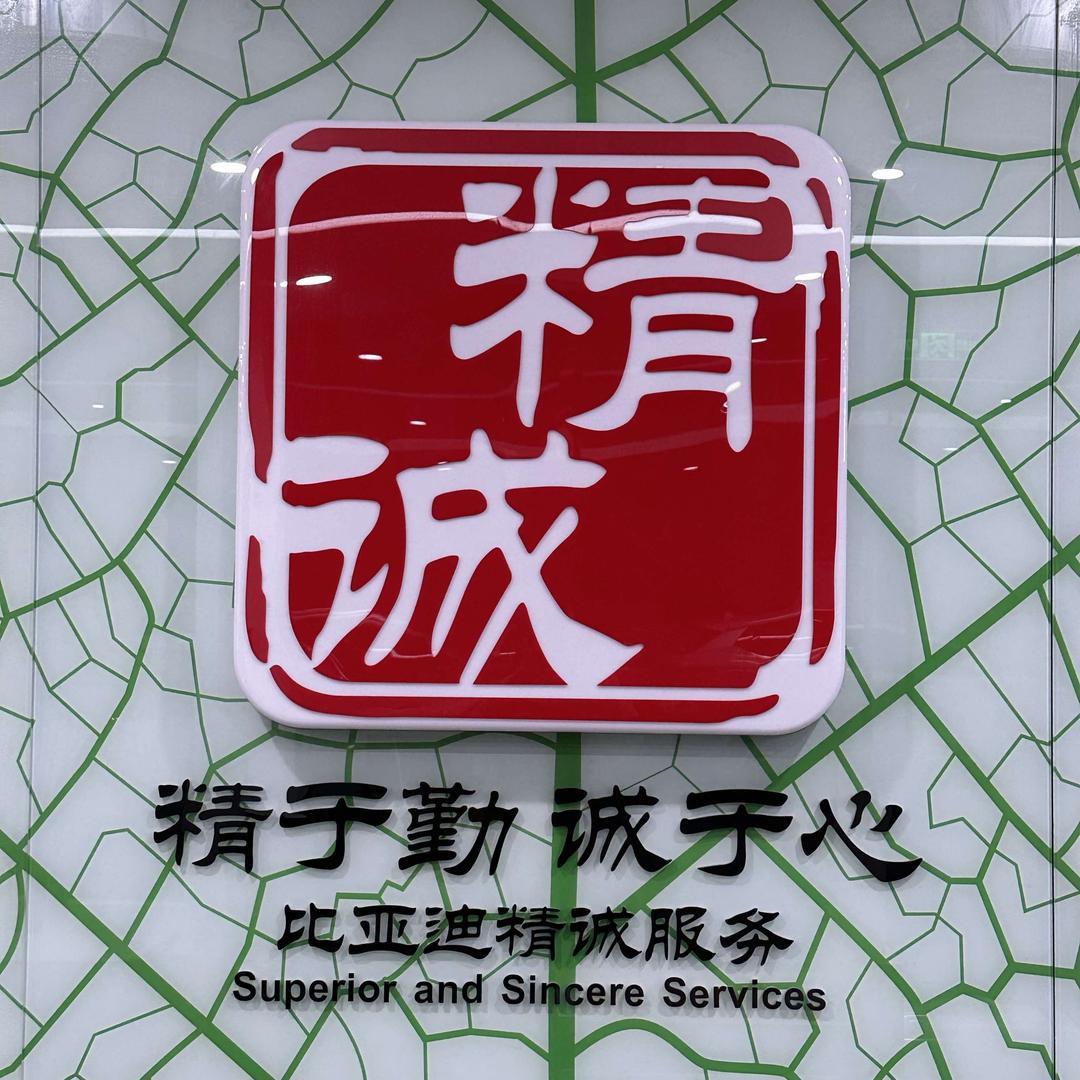 精
诚
精于勤 诚于心
比亚迪精诚服务
Superior and Sincere Services